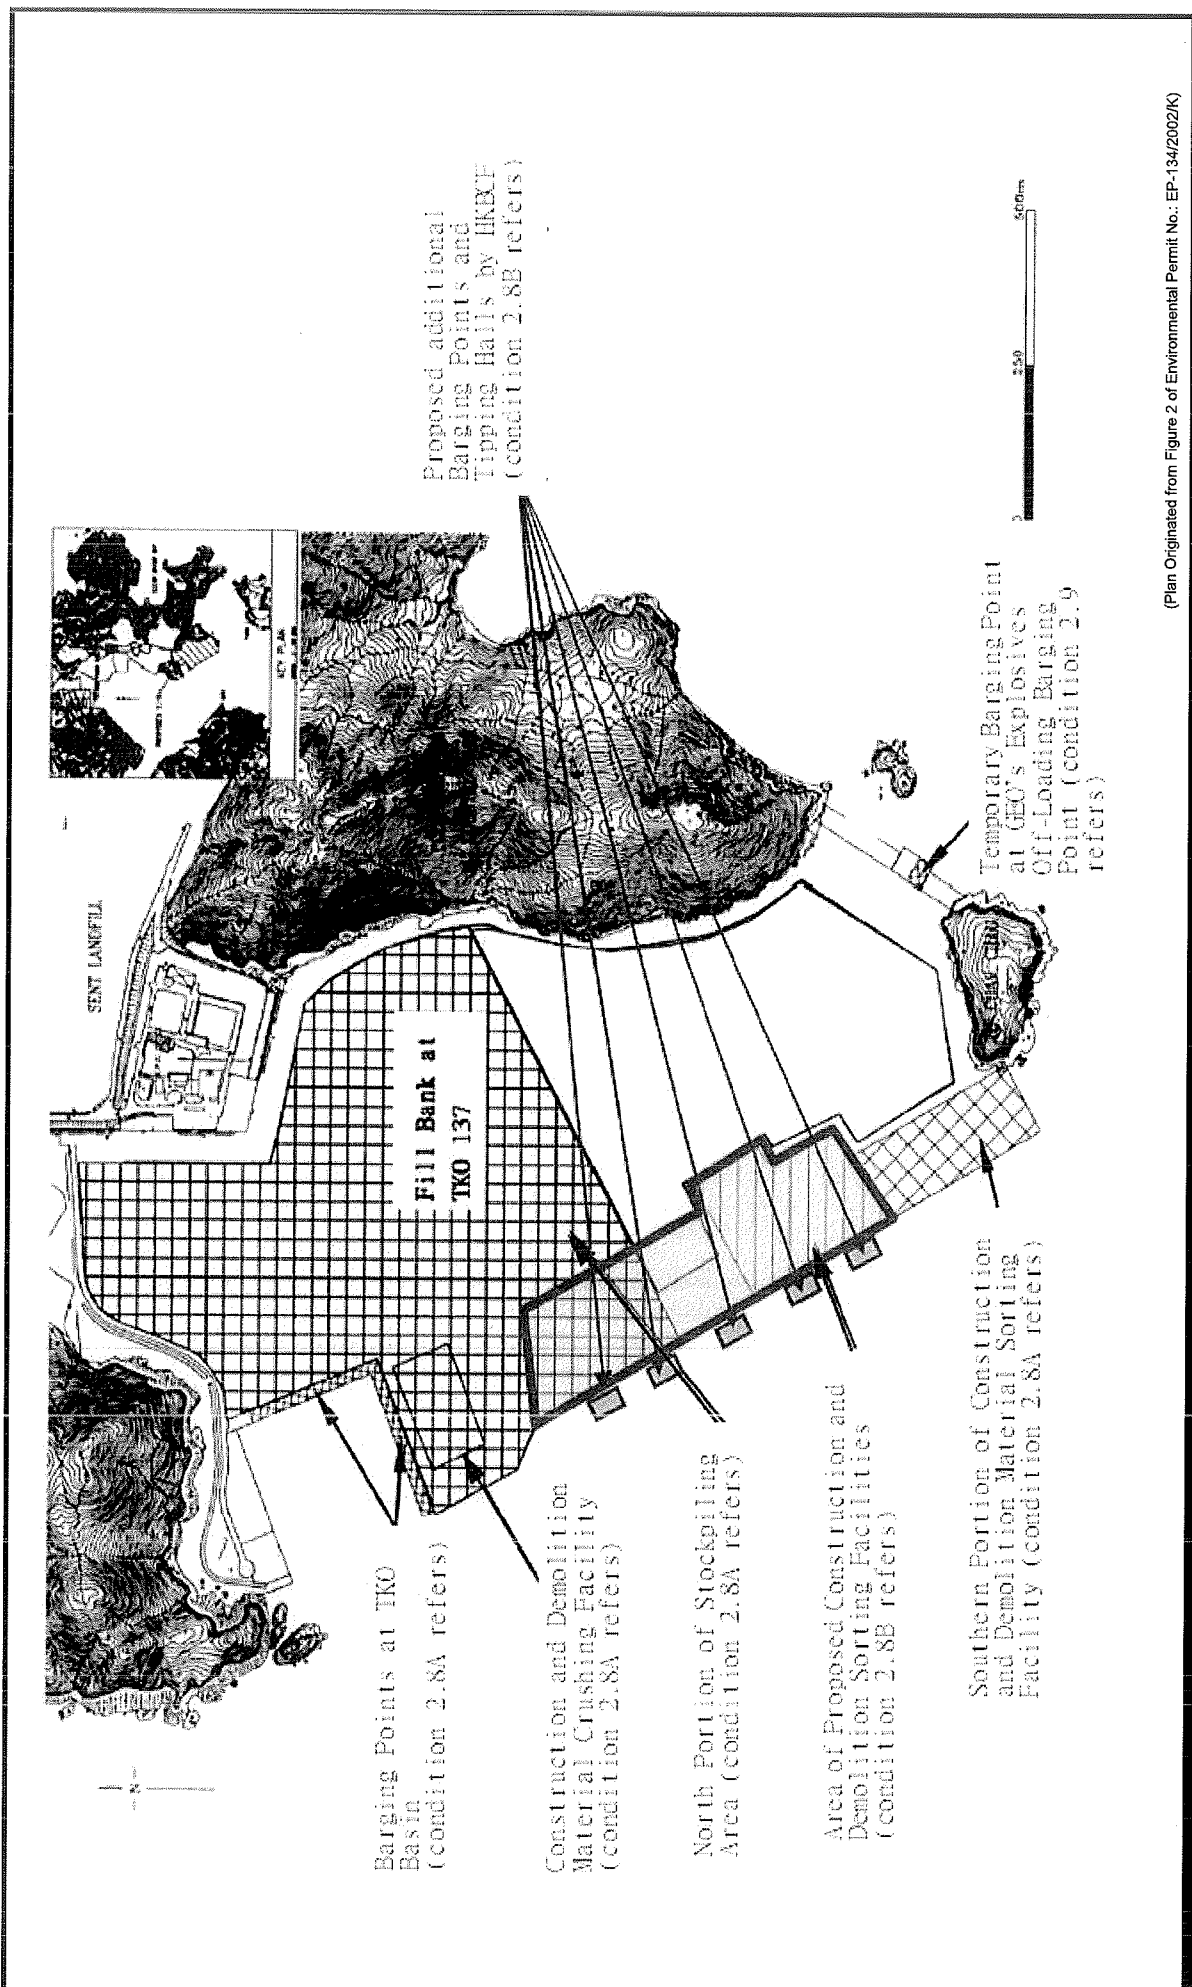 SENT LANDFILL
KEY PLAN
Fill Bank at
TKO 137
Proposed additional
Barging Points and
Tipping Halls by HKBCF
(condition 2.8B refers)
Barging Points at TKO
Basin
(condition 2.8A refers)
Construction and Demolition
Material Crushing Facility
(condition 2.8A refers)
North Portion of Stockpiling
Area (condition 2.8A refers)
Area of Proposed Construction and
Demolition Sorting Facilities
(condition 2.8B refers)
Southern Portion of Construction
and Demolition Material Sorting
Facility (condition 2.8A refers)
Temporary Barging Point
at GEO's Explosives
Off-Loading Barging
Point (condition 2.9
refers)
N
0 250 500m
(Plan Originated from Figure 2 of Environmental Permit No.: EP-134/2002/K)